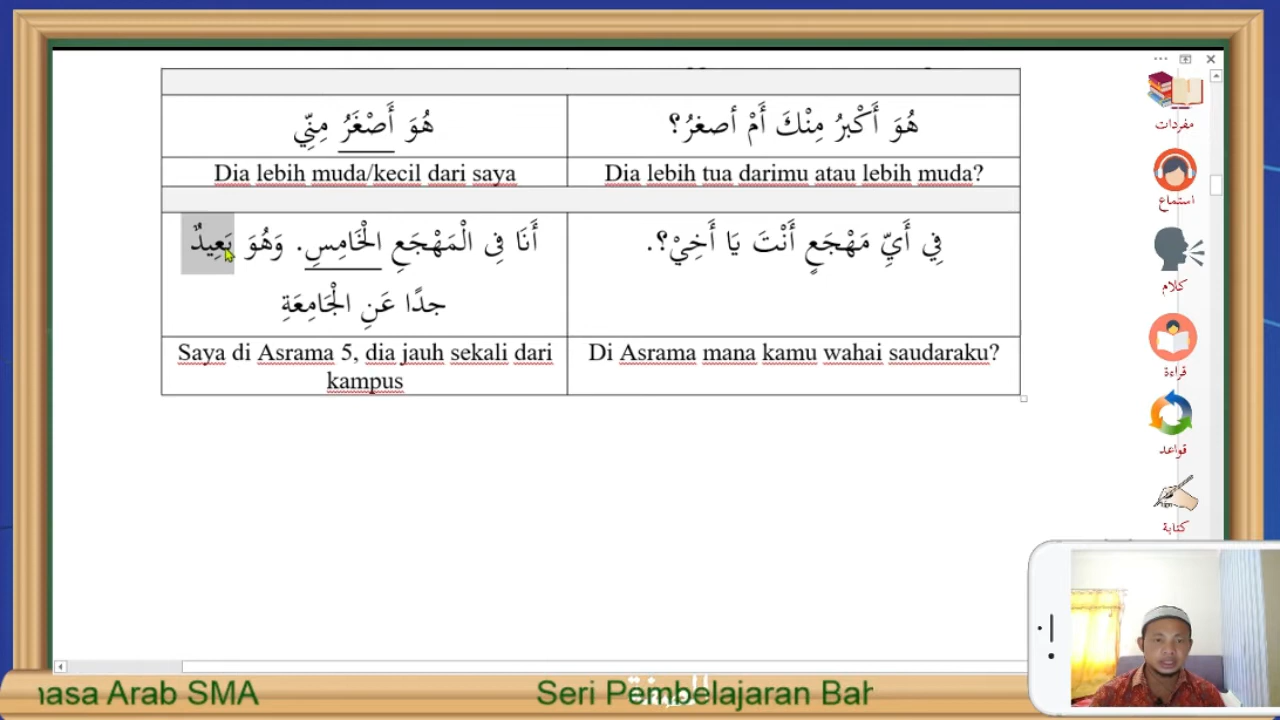 هُوَ أَكْبَرُ مِنْكَ أَمْ أصغرُ؟
هُوَ أَصْغَرُ مِنِّي
Dia lebih tua darimu atau lebih muda?
Dia lebih muda/kecil dari saya
فِي أَيِّ مَهْجَعٍ أَنْتَ يَا أَخِيْ؟.
أَنَا فِى الْمَهْجَعِ الْخَامِسِ. وَهُوَ بَعِيدٌ
جدًا عَنِ الْجَامِعَةِ
Di Asrama mana kamu wahai saudaraku?
Saya di Asrama 5, dia jauh sekali dari
kampus
مفردات
استماع
كلام
قراءة
قواعد
كتابة
asa Arab SMA
Seri Pembelajaran Bah